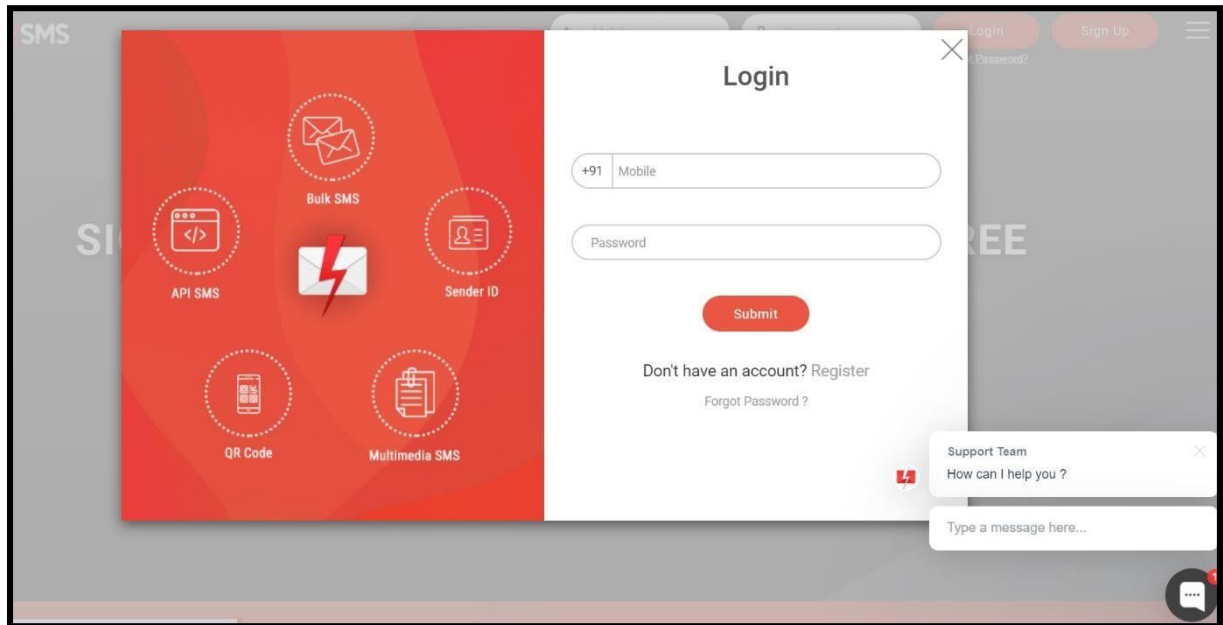 SMS
Login
Sign Up
Password?
Login
Bulk SMS
+91 Mobile
API SMS
Sender ID
Password
REE
Submit
QR Code
Multimedia SMS
Don't have an account? Register
Forgot Password ?
Support Team
How can I help you ?
Type a message here...